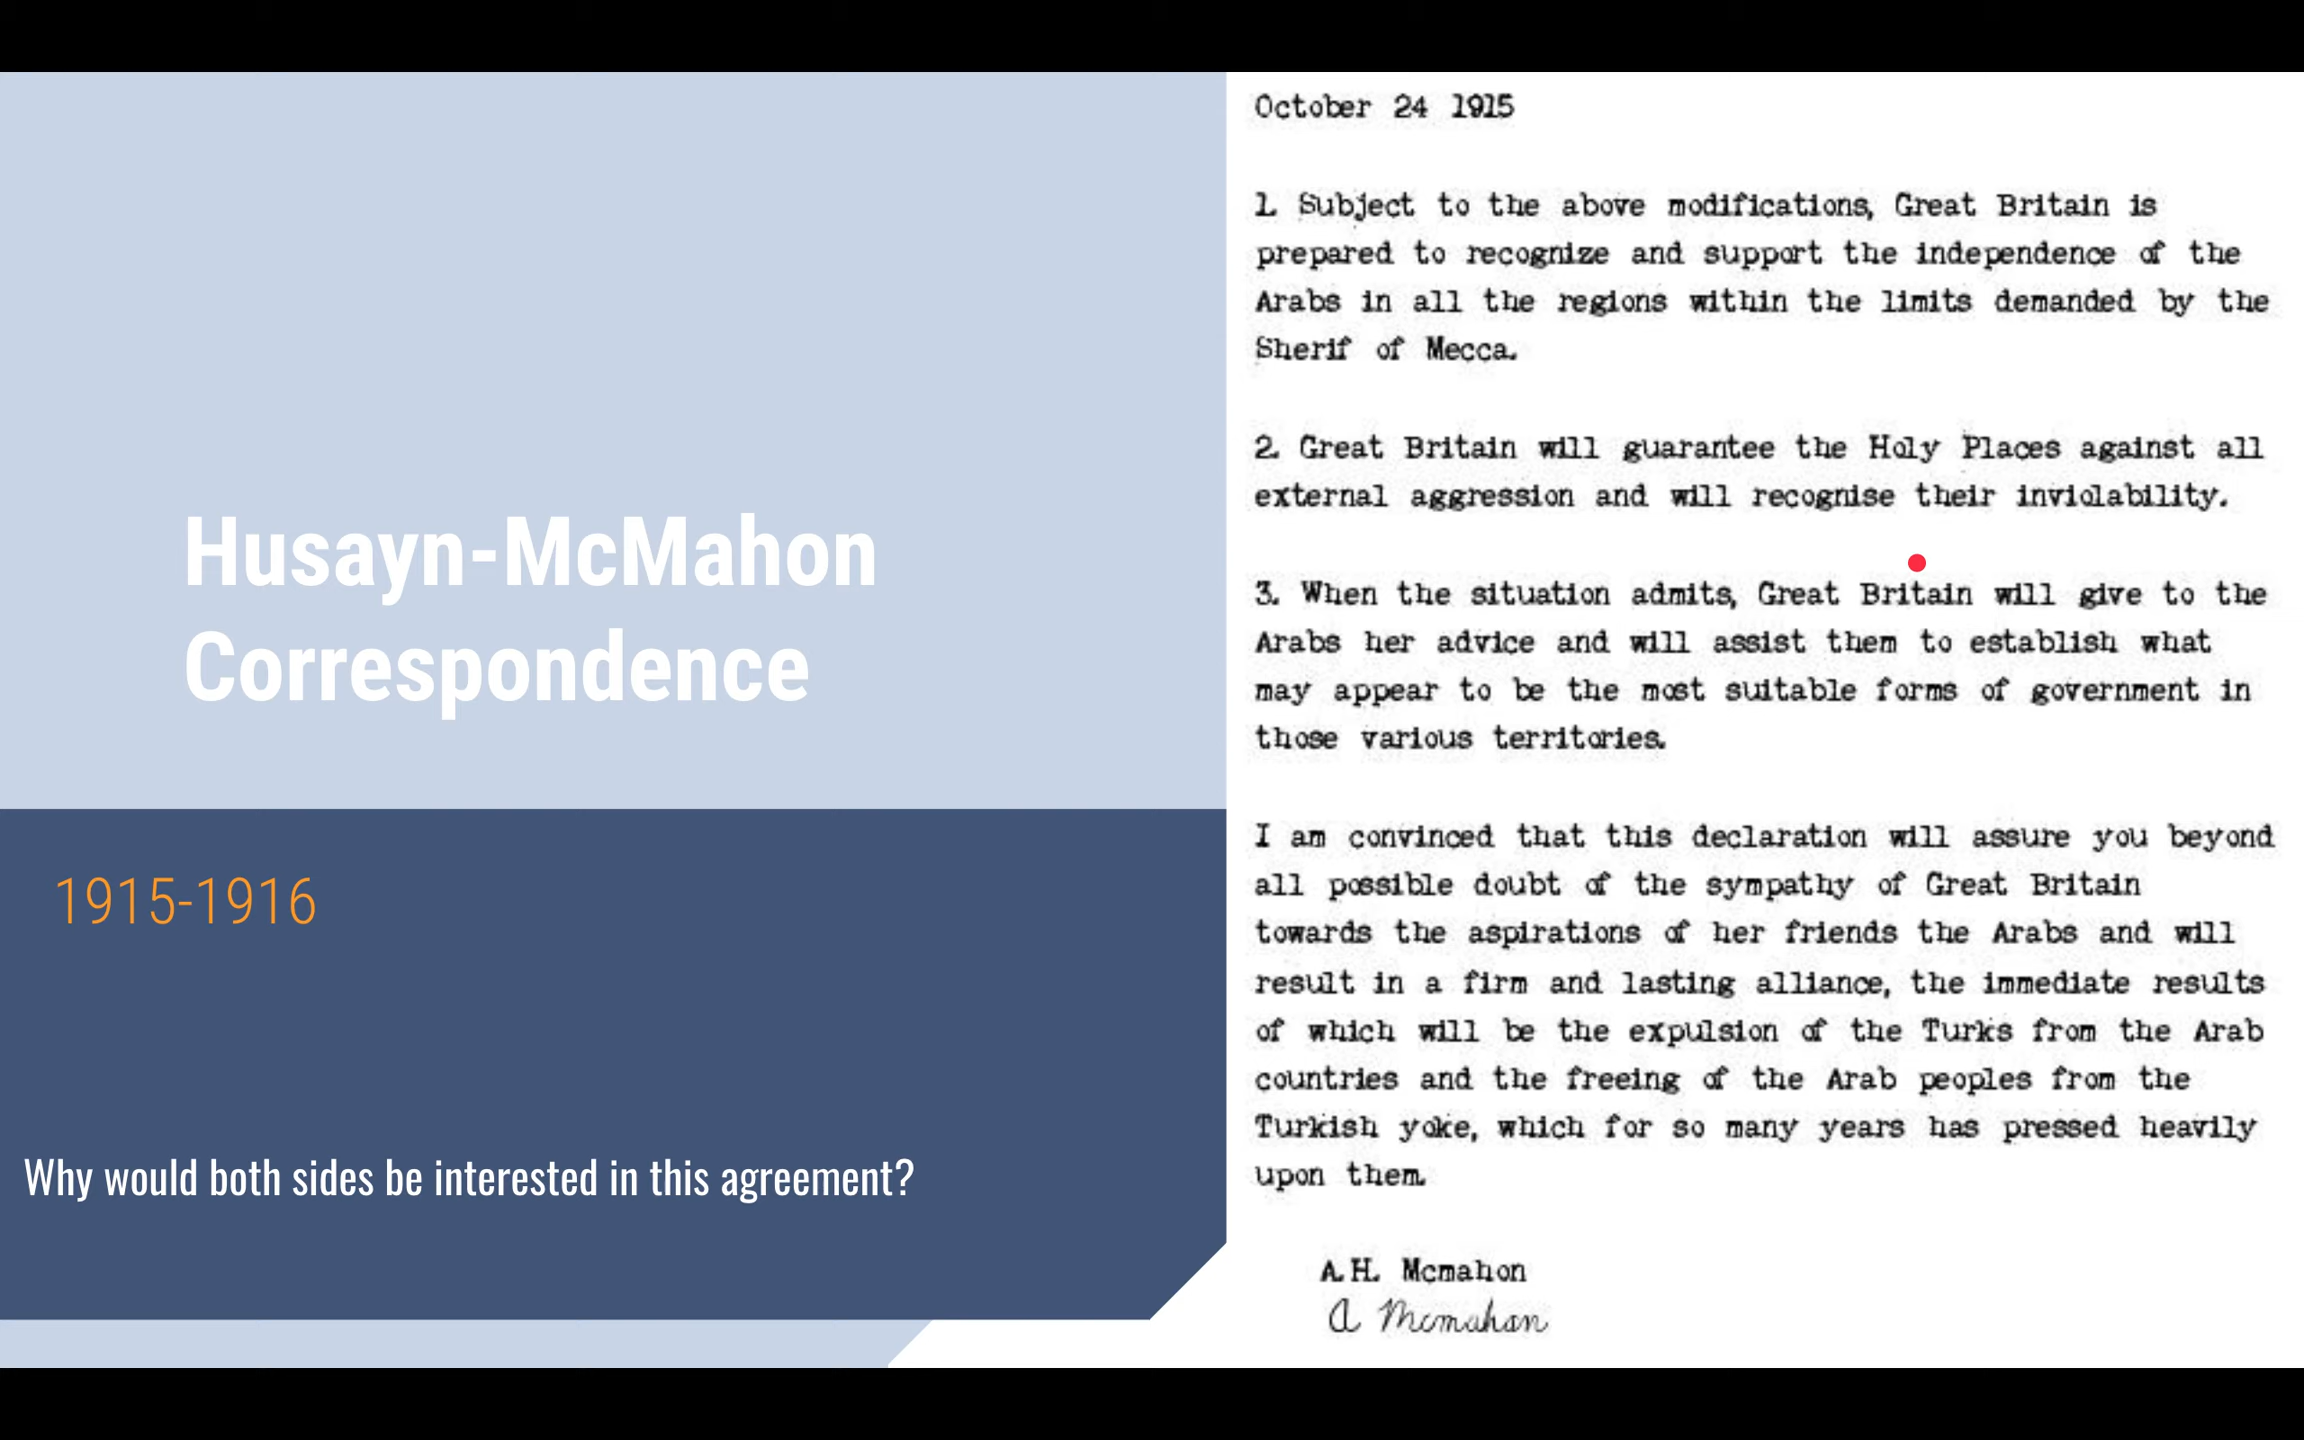 Husayn-McMahon
Correspondence
1915-1916
Why would both sides be interested in this agreement?
October 24 1915
1. Subject to the above modifications, Great Britain is
prepared to recognize and support the independence of the
Arabs in all the regions within the limits demanded by the
Sherif of Mecca.
2. Great Britain will guarantee the Holy Places against all
external aggression and will recognise their inviolability.
3. When the situation admits, Great Britain will give to the
Arabs her advice and will assist them to establish what
may appear to be the most suitable forms of government in
those various territories.
I am convinced that this declaration will assure you beyond
all possible doubt of the sympathy of Great Britain
towards the aspirations of her friends the Arabs and will
result in a firm and lasting alliance, the immediate results
of which will be the expulsion of the Turks from the Arab
countries and the freeing of the Arab peoples from the
Turkish yoke, which for so many years has pressed heavily
upon them.
A.H. Mcmahon
A Mcmahon